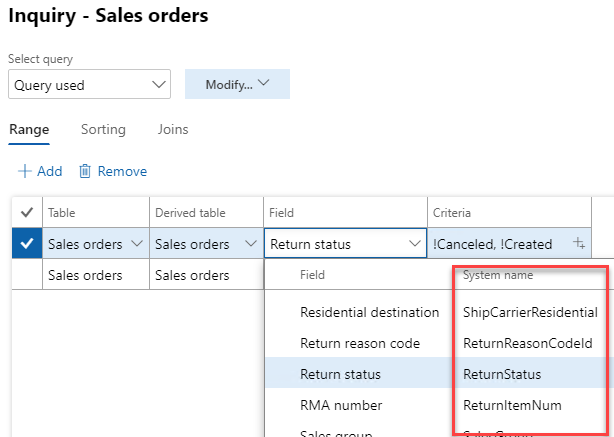 Inquiry - Sales orders
Select query
Query used
Modify...
Range Sorting Joins
Add Remove
Table Derived table Field Criteria
Sales orders Sales orders Return status !Canceled, !Created
Sales orders Sales orders
Field System name
Residential destination ShipCarrierResidential
Return reason code ReturnReasonCodeId
Return status ReturnStatus
RMA number ReturnItemNum
Sales group SalesGroup